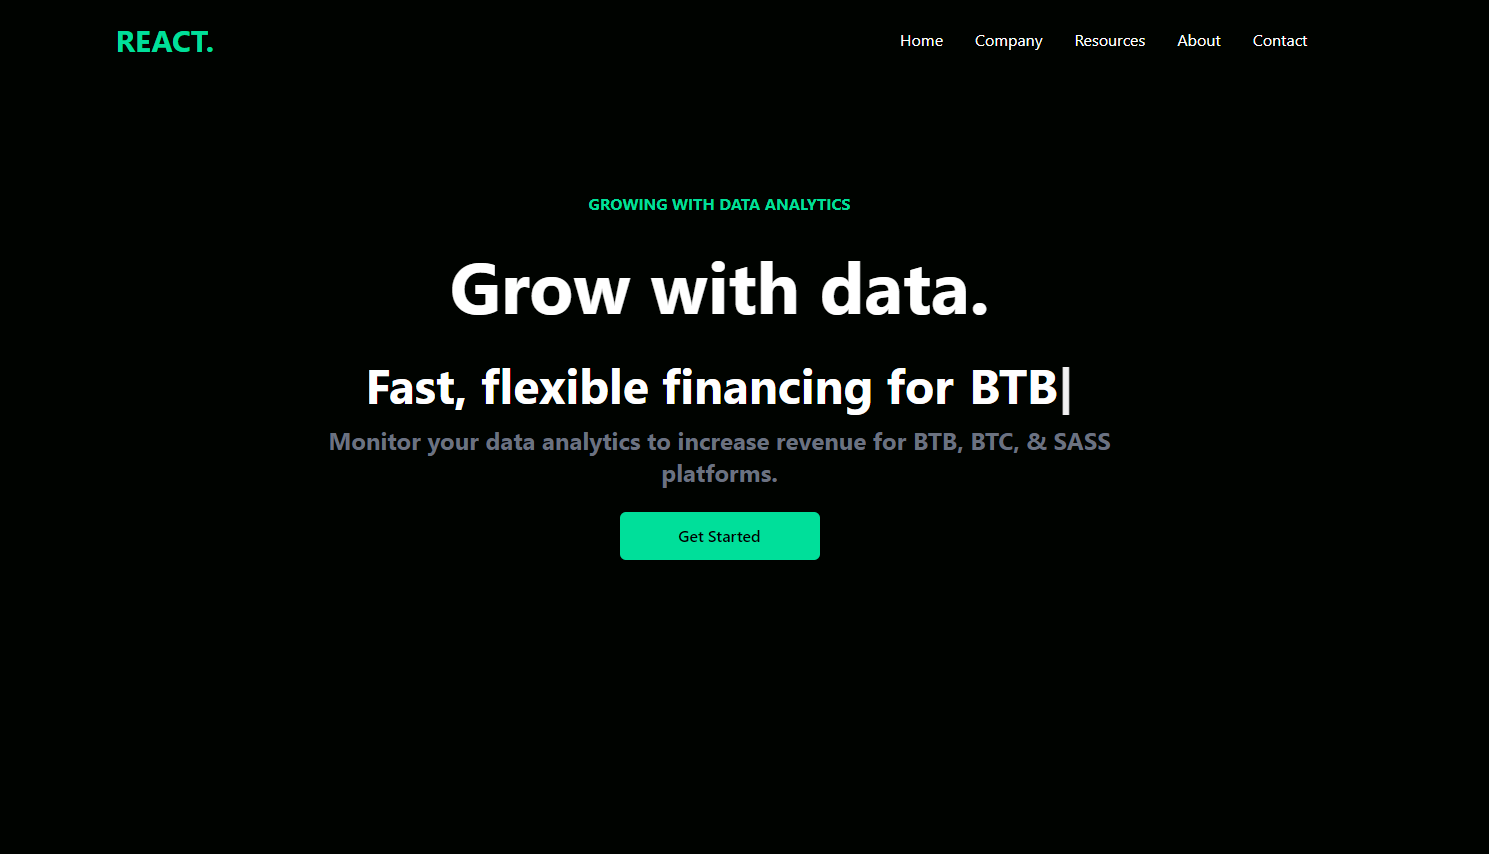 REACT.
Home Company Resources About Contact
GROWING WITH DATA ANALYTICS
Grow with data.
Fast, flexible financing for BTB|
Monitor your data analytics to increase revenue for BTB, BTC, & SASS
platforms.
Get Started